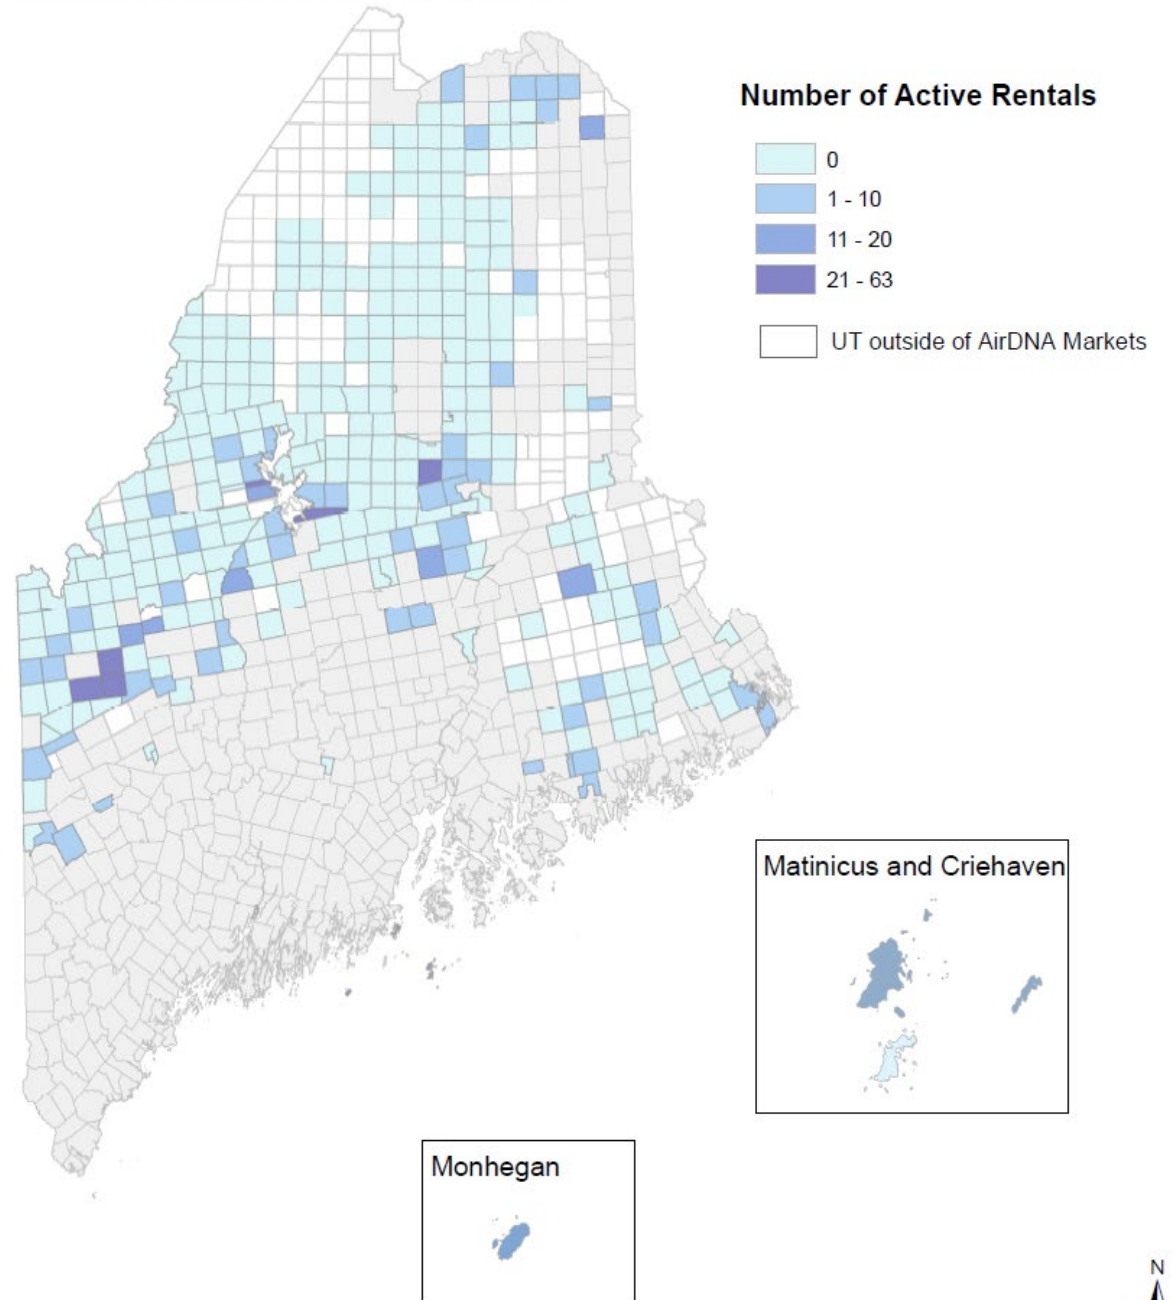 Number of Active Rentals
0
1 - 10
11 - 20
21 - 63
UT outside of AirDNA Markets
Matinicus and Criehaven
Monhegan
N